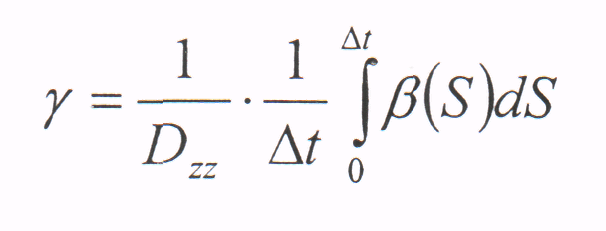 γ = 1/D_zz · 1/Δt ∫_0^Δt β(S)dS